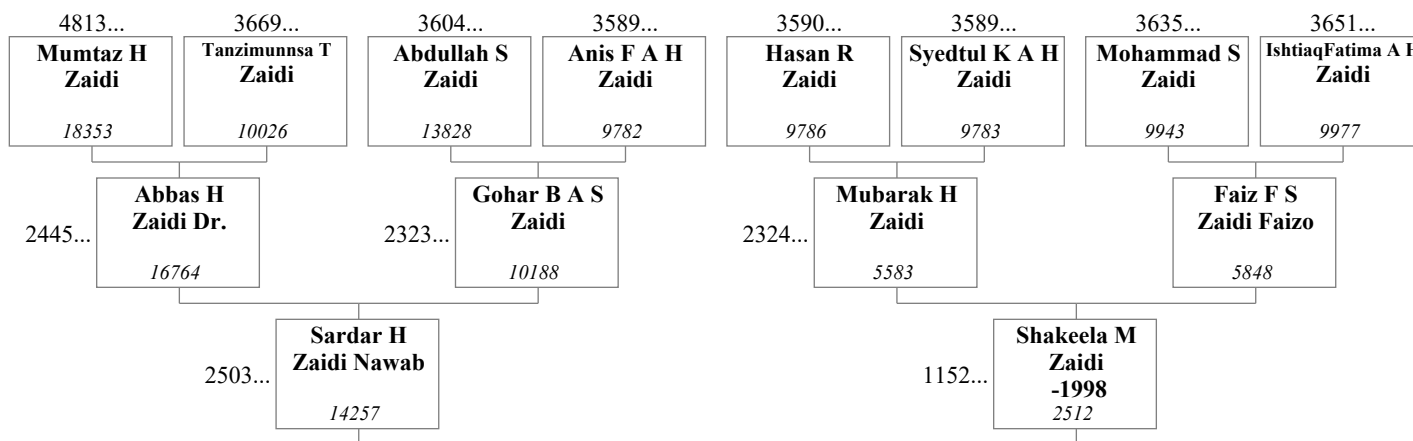 4813... 3669... 3604... 3589... 3590... 3589... 3635... 3651...
Mumtaz H Tanzimunnsa T Abdullah S Anis F A H Hasan R Syedtul K A H Mohammad S IshtiaqFatima A H
Zaidi Zaidi Zaidi Zaidi Zaidi Zaidi Zaidi Zaidi
18353 10026 13828 9782 9786 9783 9943 9977
Abbas H Gohar B A S Mubarak H Faiz F S
Zaidi Dr. Zaidi Zaidi Zaidi Faizo
2445... 2323... 2324...
16764 10188 5583 5848
Sardar H Shakeela M
Zaidi Nawab Zaidi
2503... 1152... -1998
14257 2512